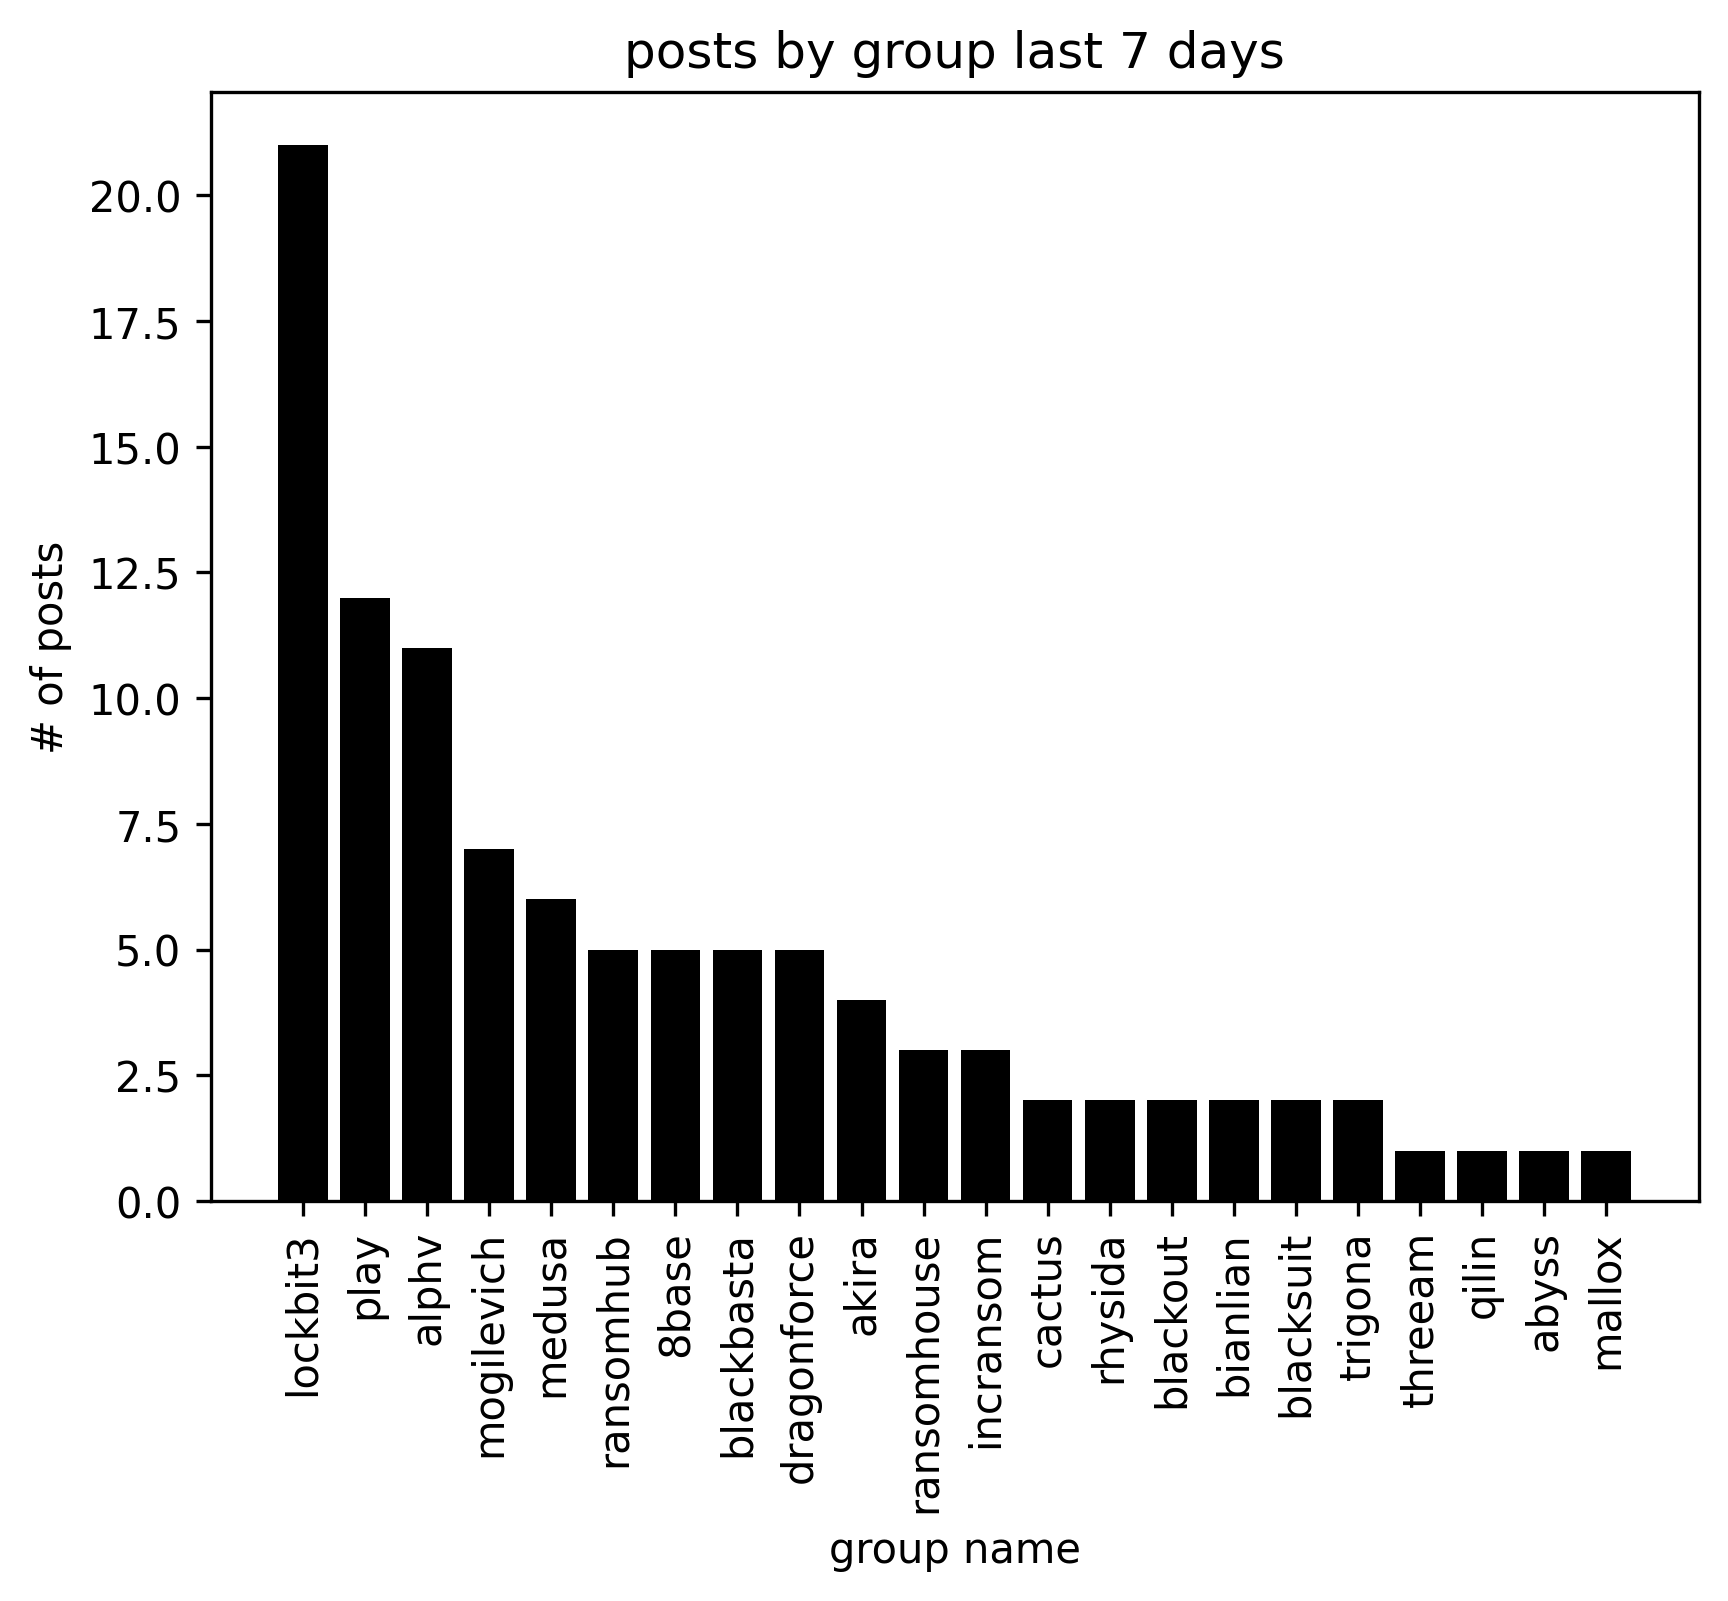 posts by group last 7 days
# of posts
20.0
17.5
15.0
12.5
10.0
7.5
5.0
2.5
0.0
lockbit3
play
alphv
mogilevich
medusa
ransomhub
8base
blackbasta
dragonforce
akira
ransomhouse
incransom
cactus
rhysida
blackout
bianlian
blacksuit
trigona
threeam
qilin
abyss
mallox
group name